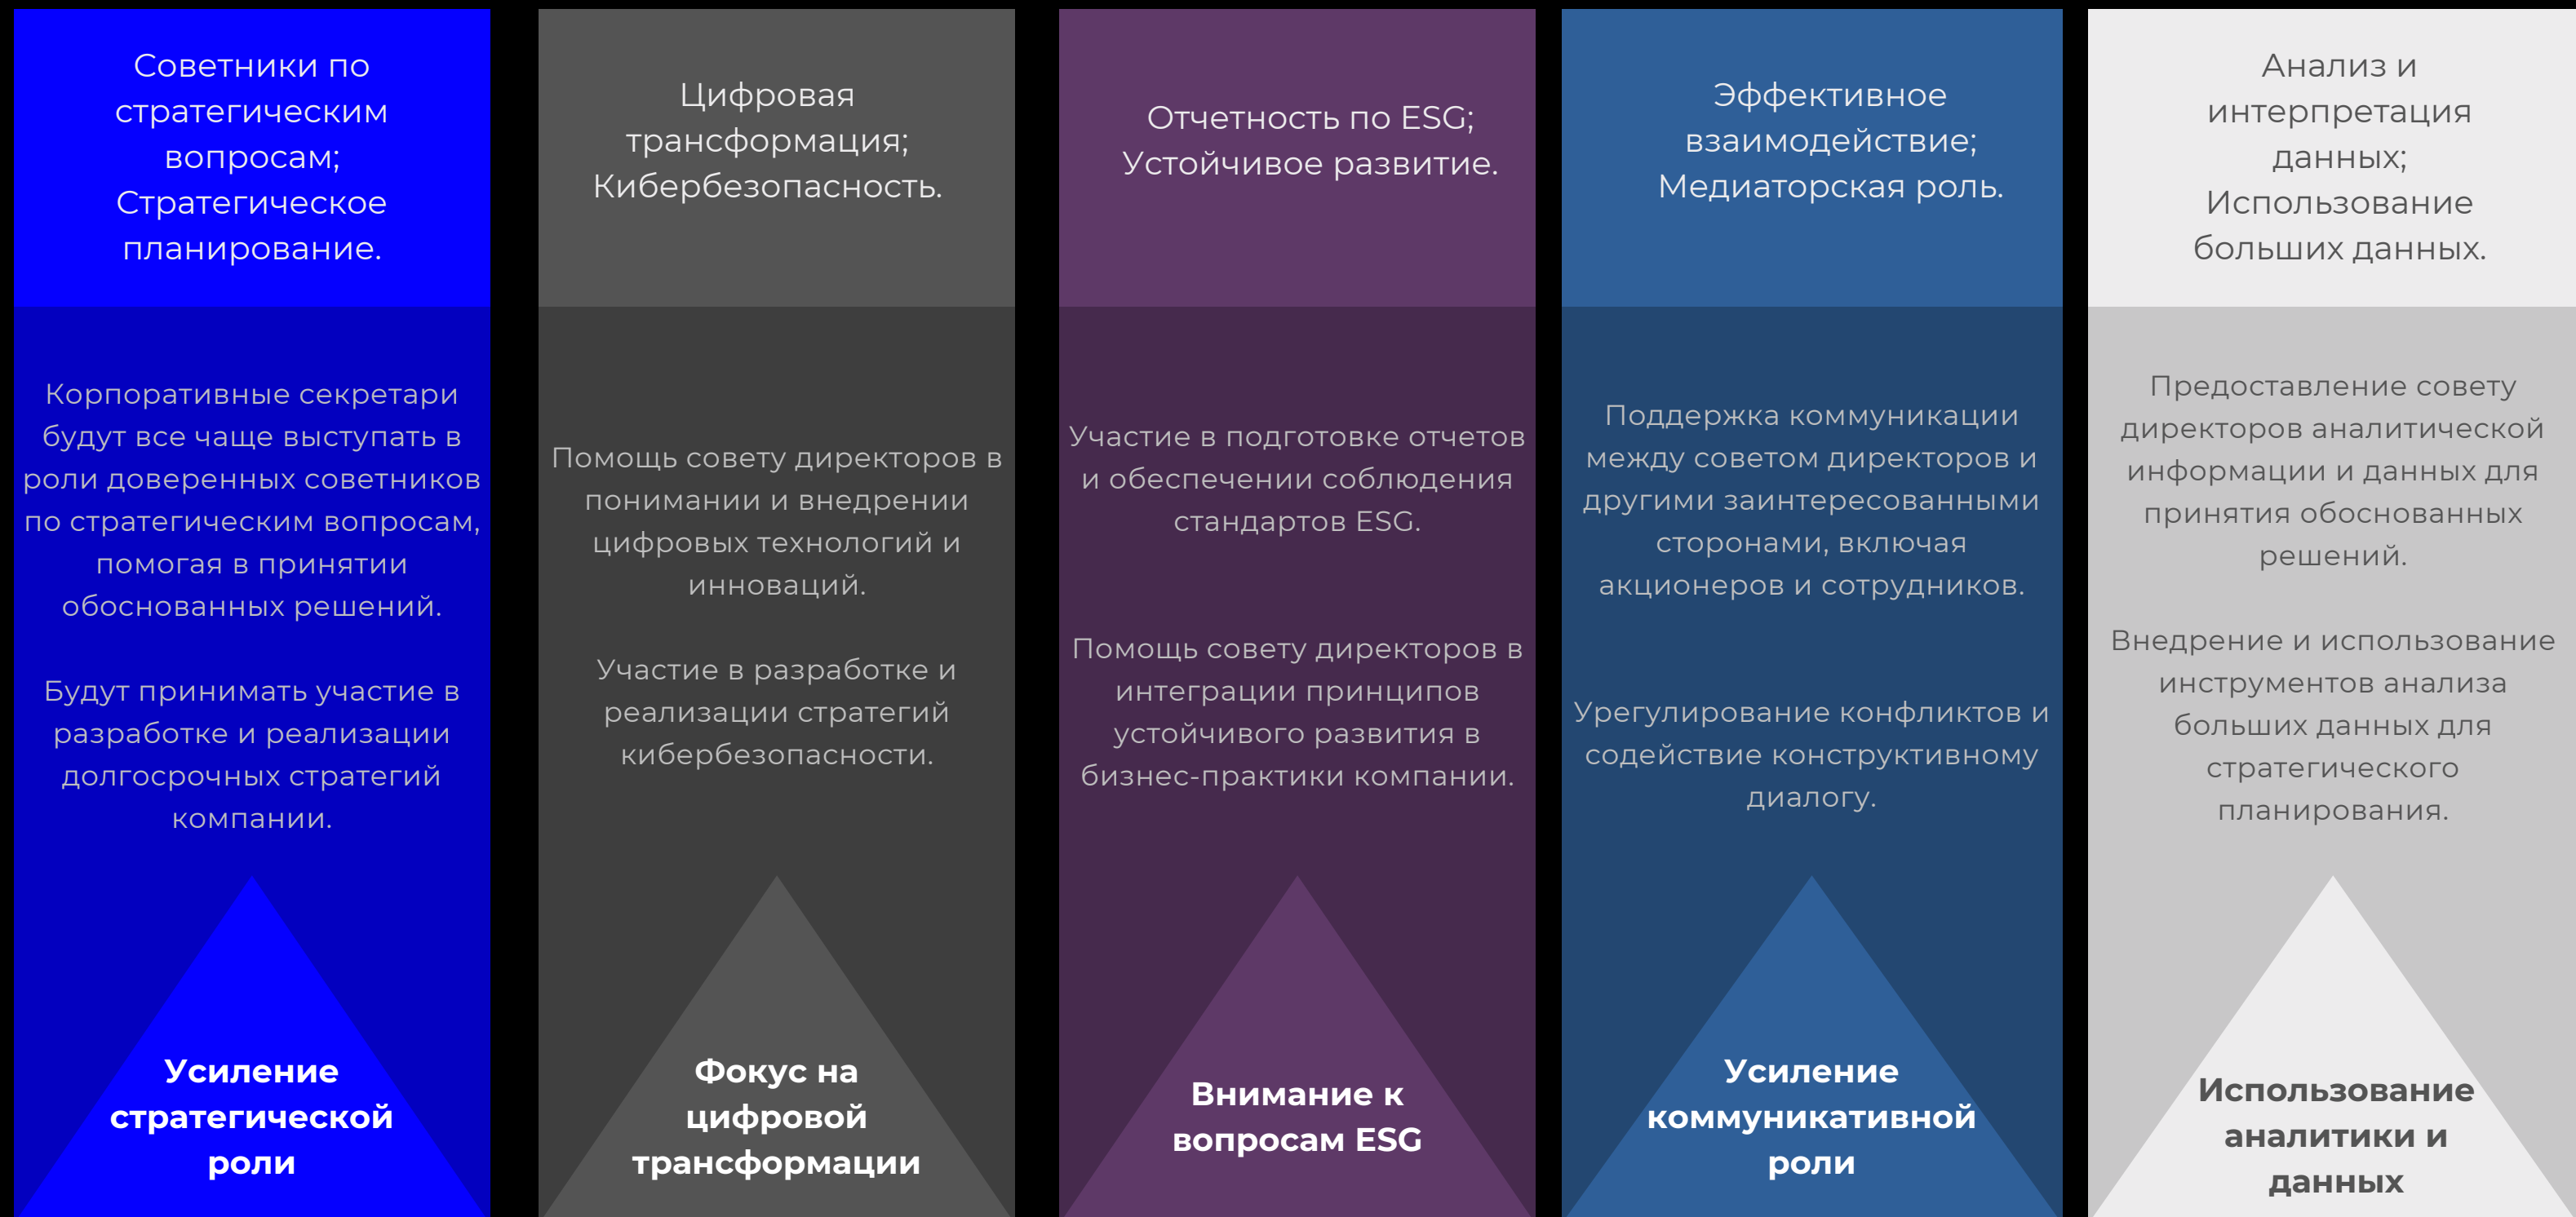 Советники по
стратегическим
вопросам;
Стратегическое
планирование.
Корпоративные секретари
будут все чаще выступать в
роли доверенных советников
по стратегическим вопросам,
помогая в принятии
обоснованных решений.
Будут принимать участие в
разработке и реализации
долгосрочных стратегий
компании.
Усиление
стратегической
роли
Цифровая
трансформация;
Кибербезопасность.
Помощь совету директоров в
понимании и внедрении
цифровых технологий и
инноваций.
Участие в разработке и
реализации стратегий
кибербезопасности.
Фокус на
цифровой
трансформации
Отчетность по ESG;
Устойчивое развитие.
Участие в подготовке отчетов
и обеспечении соблюдения
стандартов ESG.
Помощь совету директоров в
интеграции принципов
устойчивого развития в
бизнес-практики компании.
Внимание к
вопросам ESG
Эффективное
взаимодействие;
Медиаторская роль.
Поддержка коммуникации
между советом директоров и
другими заинтересованными
сторонами, включая
акционеров и сотрудников.
Урегулирование конфликтов и
содействие конструктивному
диалогу.
Усиление
коммуникативной
роли
Анализ и
интерпретация
данных;
Использование
больших данных.
Предоставление совету
директоров аналитической
информации и данных для
принятия обоснованных
решений.
Внедрение и использование
инструментов анализа
больших данных для
стратегического
планирования.
Использование
аналитики и
данных